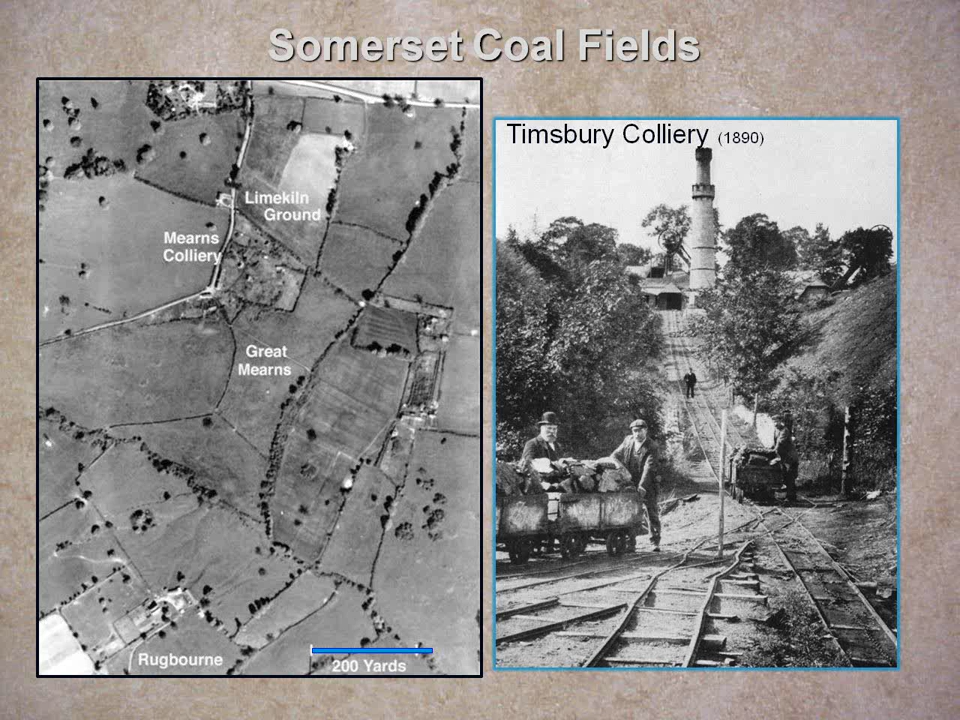 Somerset Coal Fields
Limekiln
Ground
Mearns
Colliery
Great
Mearns
Rugbourne
200 Yards
Timsbury Colliery (1890)